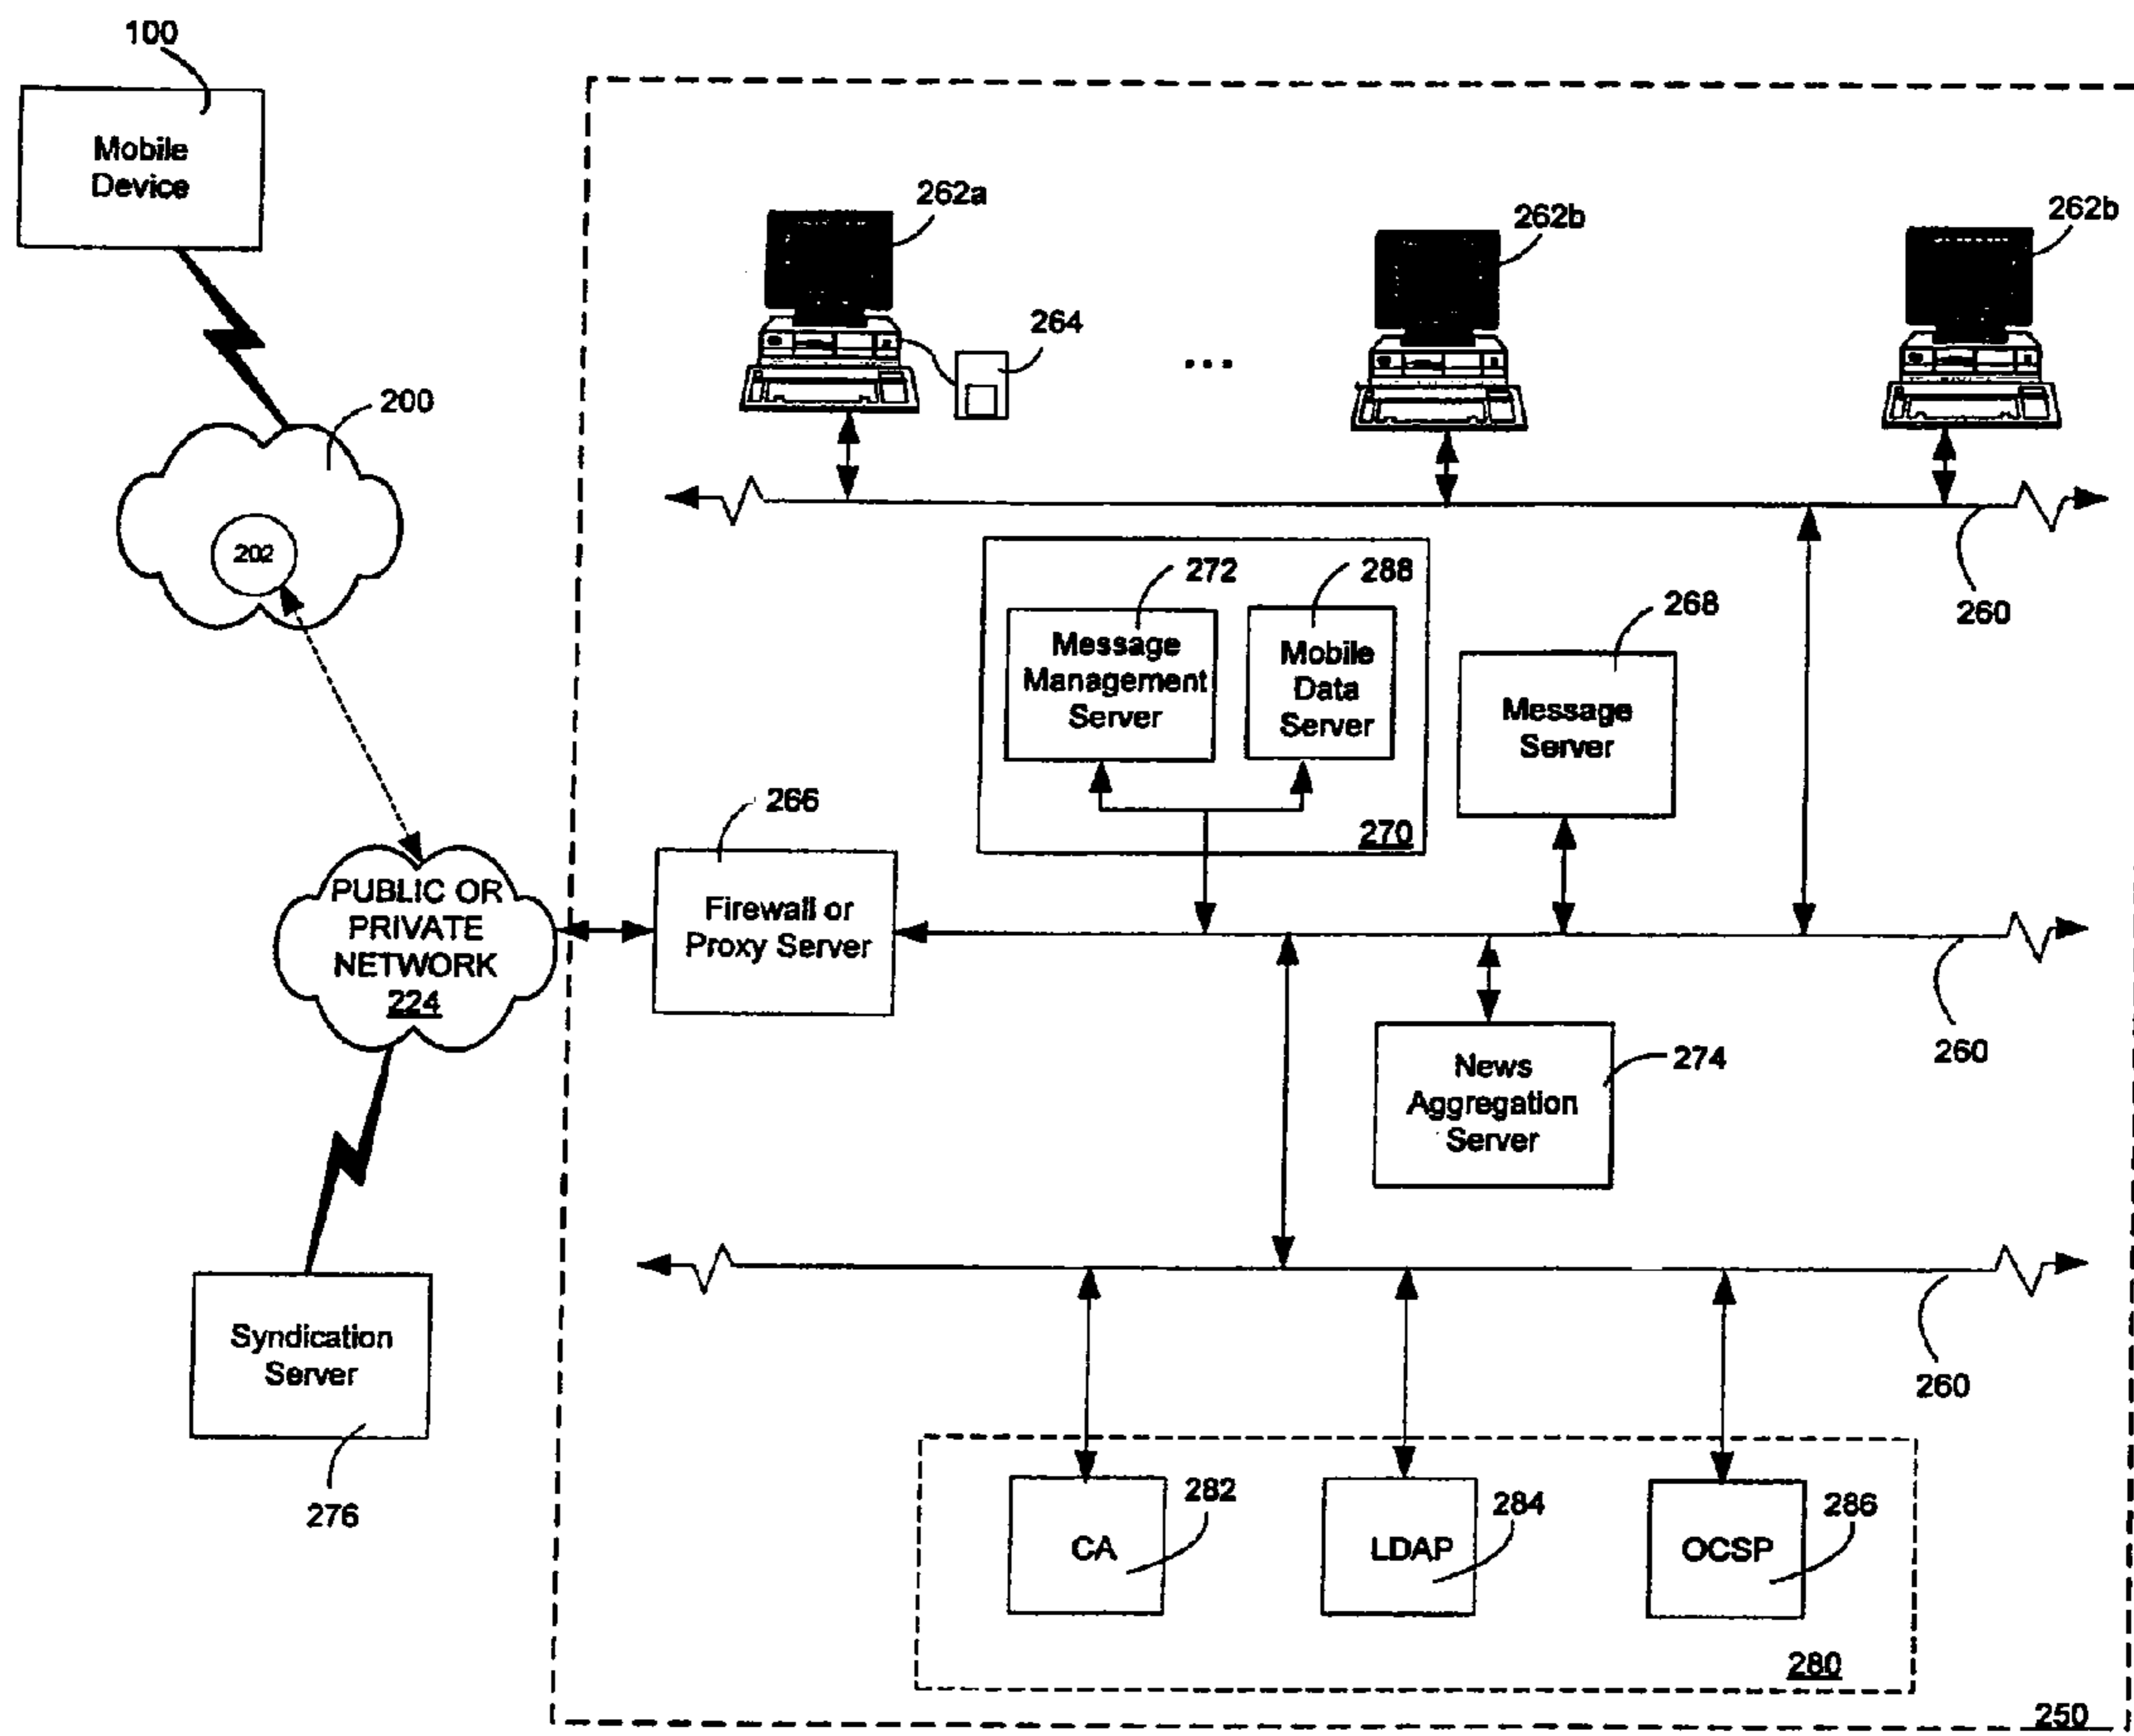 100
Mobile
Device
262a
262b
262b
264
...
200
202
260
272
288
268
Message
Management
Server
Mobile
Data
Server
Message
Server
270
266
Firewall or
Proxy Server
PUBLIC OR
PRIVATE
NETWORK
224
260
News
Aggregation
Server
274
Syndication
Server
276
260
282
284
286
CA
LDAP
OCSP
280
250